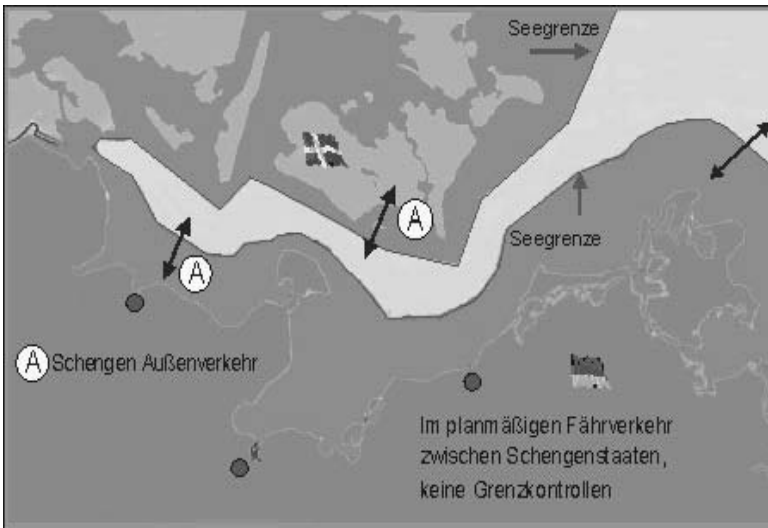 Seegrenze
A
A
Seegrenze
A Schengen Außenverkehr
Im planmäßigen Fährverkehr
zwischen Schengenstaaten,
keine Grenzkontrollen